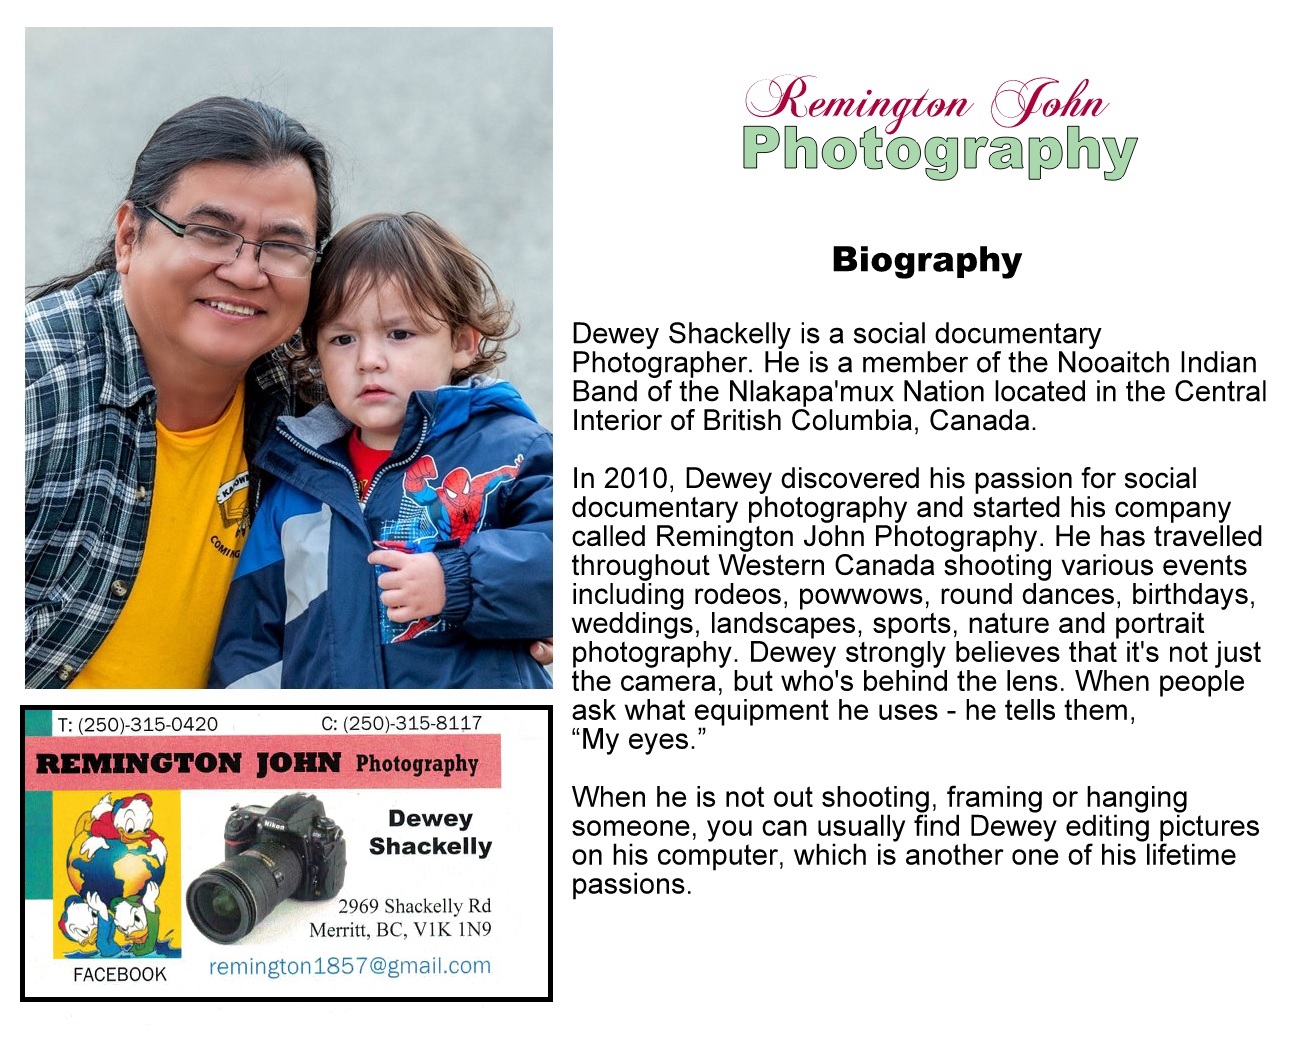 Remington John
Photography
Biography
Dewey Shackelly is a social documentary
Photographer. He is a member of the Nooaitch Indian
Band of the Nlakapa'mux Nation located in the Central
Interior of British Columbia, Canada.
In 2010, Dewey discovered his passion for social
documentary photography and started his company
called Remington John Photography. He has travelled
throughout Western Canada shooting various events
including rodeos, powwows, round dances, birthdays,
weddings, landscapes, sports, nature and portrait
photography. Dewey strongly believes that it's not just
the camera, but who's behind the lens. When people
ask what equipment he uses - he tells them,
“My eyes.”
When he is not out shooting, framing or hanging
someone, you can usually find Dewey editing pictures
on his computer, which is another one of his lifetime
passions.
COMING
T: (250)-315-0420 C: (250)-315-8117
REMINGTON JOHN Photography
Nikon
Dewey
Shackelly
2969 Shackelly Rd
Merritt, BC, V1K 1N9
FACEBOOK remington1857@gmail.com